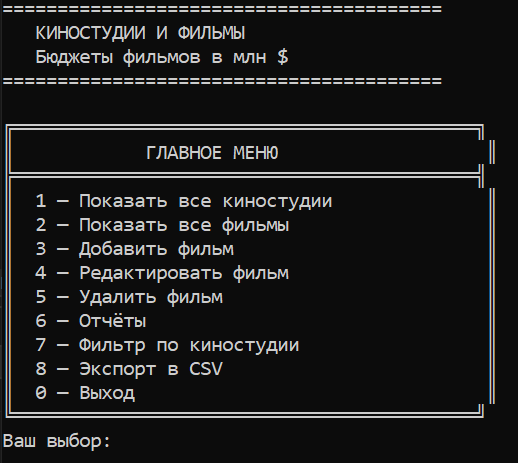 ========================================
КИНОСТУДИИ И ФИЛЬМЫ
Бюджеты фильмов в млн $
========================================
ГЛАВНОЕ МЕНЮ
1 — Показать все киностудии
2 — Показать все фильмы
3 — Добавить фильм
4 — Редактировать фильм
5 — Удалить фильм
6 — Отчёты
7 — Фильтр по киностудии
8 — Экспорт в CSV
0 — Выход
Ваш выбор: